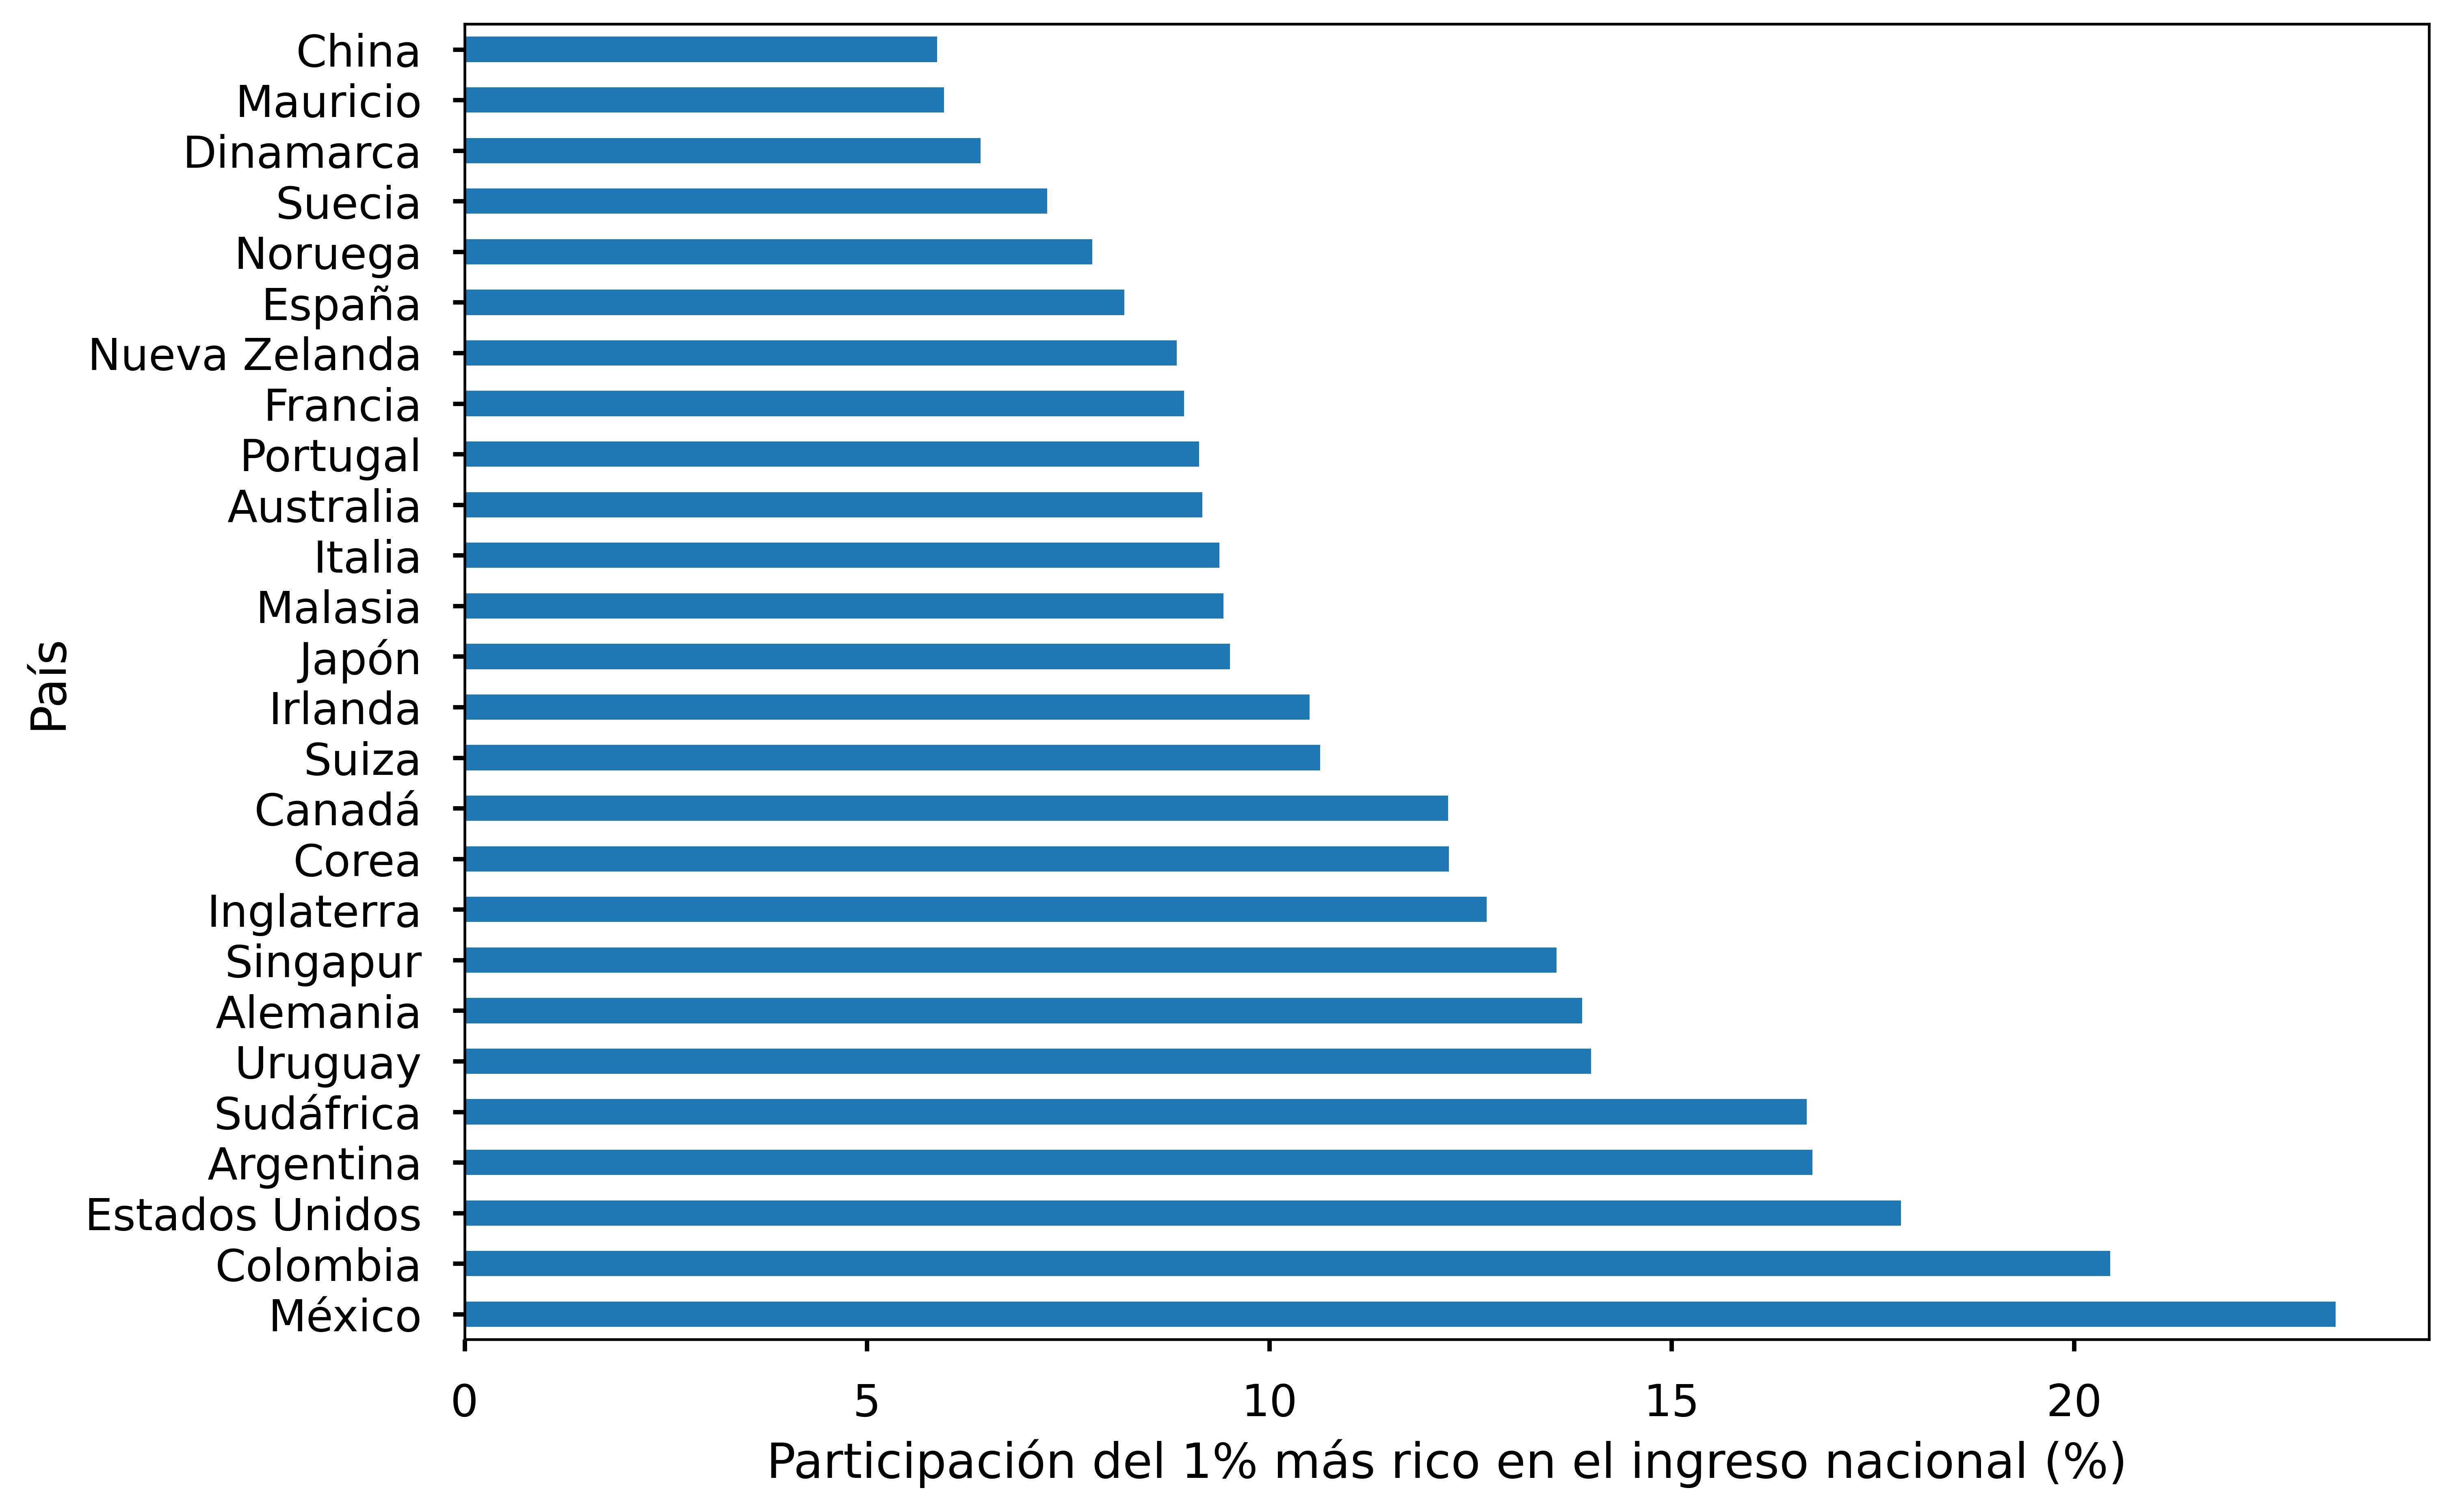 China
Mauricio
Dinamarca
Suecia
Noruega
España
Nueva Zelanda
Francia
Portugal
Australia
Italia
Malasia
Japón
Irlanda
Suiza
Canadá
Corea
Inglaterra
Singapur
Alemania
Uruguay
Sudáfrica
Argentina
Estados Unidos
Colombia
México
País
0 5 10 15 20
Participación del 1% más rico en el ingreso nacional (%)